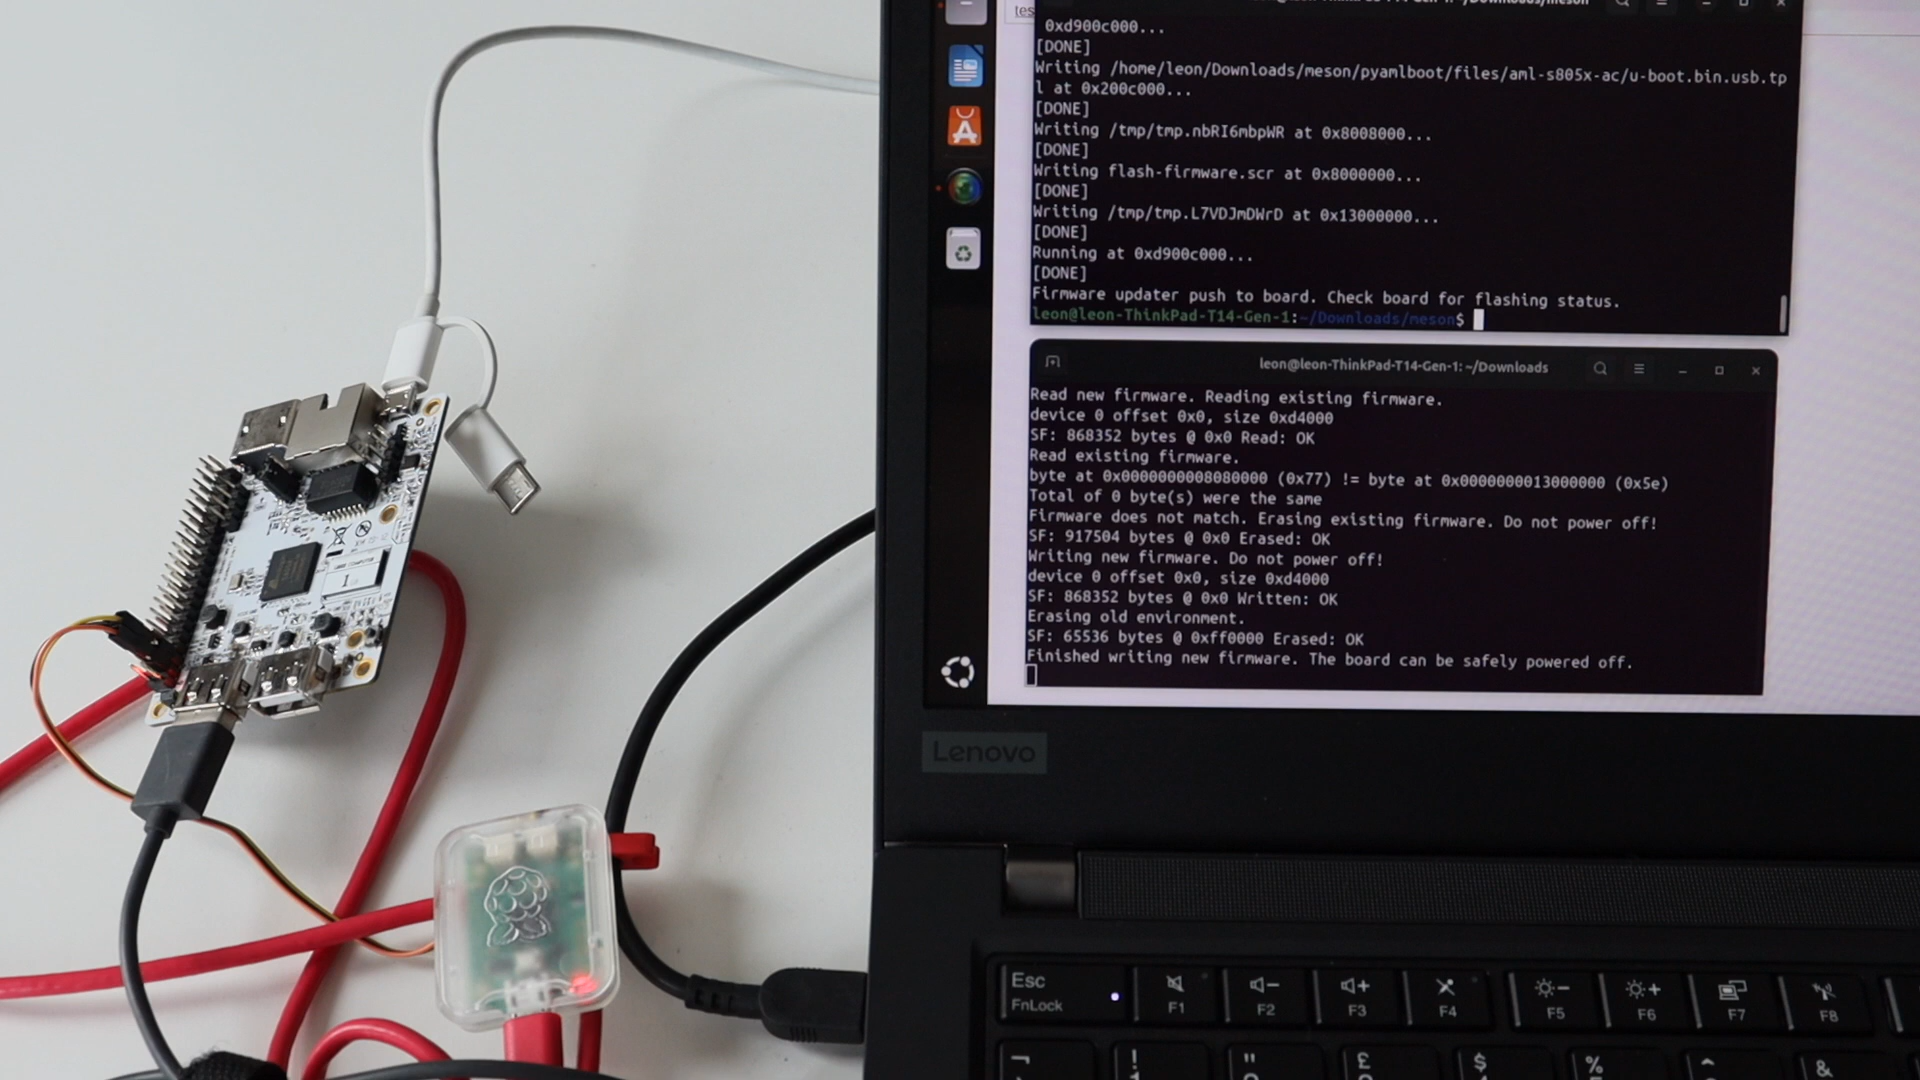 tes
0xd900c000...
[DONE]
Writing /home/leon/Downloads/meson/pyamlboot/files/aml-s805x-ac/u-boot.bin.usb.tp
l at 0x200c000...
[DONE]
Writing /tmp/tmp.nbRI6mbpWR at 0x8008000...
[DONE]
Writing flash-firmware.scr at 0x8000000...
[DONE]
Writing /tmp/tmp.L7VDJmDWrD at 0x13000000...
[DONE]
Running at 0xd900c000...
[DONE]
Firmware updater push to board. Check board for flashing status.
leon@leon-ThinkPad-T14-Gen-1:~/Downloads/meson$
leon@leon-ThinkPad-T14-Gen-1: ~/Downloads
Read new firmware. Reading existing firmware.
device 0 offset 0x0, size 0xd4000
SF: 868352 bytes @ 0x0 Read: OK
Read existing firmware.
byte at 0x0000000008080000 (0x77) != byte at 0x0000000013000000 (0x5e)
Total of 0 byte(s) were the same
Firmware does not match. Erasing existing firmware. Do not power off!
SF: 917504 bytes @ 0x0 Erased: OK
Writing new firmware. Do not power off!
device 0 offset 0x0, size 0xd4000
SF: 868352 bytes @ 0x0 Written: OK
Erasing old environment.
SF: 65536 bytes @ 0xff0000 Erased: OK
Finished writing new firmware. The board can be safely powered off.
Lenovo
Esc
FnLock
F1
F2
F3
F4
F5
F6
F7
F8
! " £ $ % ^ &